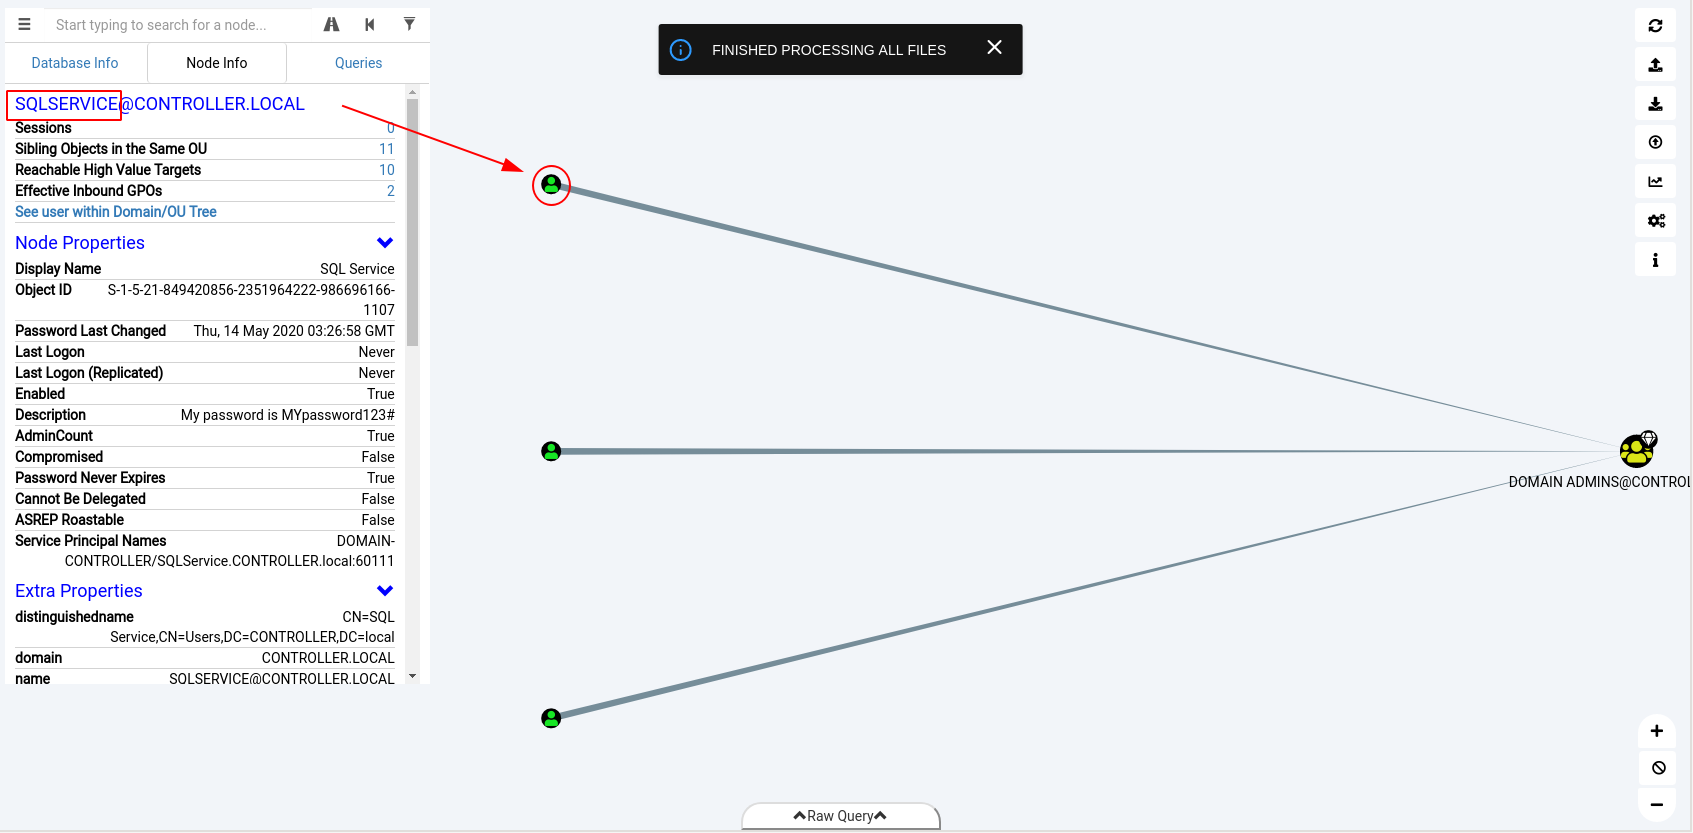 Start typing to search for a node...
Database Info
Node Info
Queries
SQLSERVICE@CONTROLLER.LOCAL
Sessions 0
Sibling Objects in the Same OU 11
Reachable High Value Targets 10
Effective Inbound GPOs 2
See user within Domain/OU Tree
Node Properties
Display Name SQL Service
Object ID S-1-5-21-849420856-2351964222-986696166-
1107
Password Last Changed Thu, 14 May 2020 03:26:58 GMT
Last Logon Never
Last Logon (Replicated) Never
Enabled True
Description My password is MYpassword123#
AdminCount True
Compromised False
Password Never Expires True
Cannot Be Delegated False
ASREP Roastable False
Service Principal Names DOMAIN-
CONTROLLER/SQLService.CONTROLLER.local:60111
Extra Properties
distinguishedname CN=SQL
Service,CN=Users,DC=CONTROLLER,DC=local
domain CONTROLLER.LOCAL
name SQLSERVICE@CONTROLLER.LOCAL
FINISHED PROCESSING ALL FILES
DOMAIN ADMINS@CONTROL
Raw Query